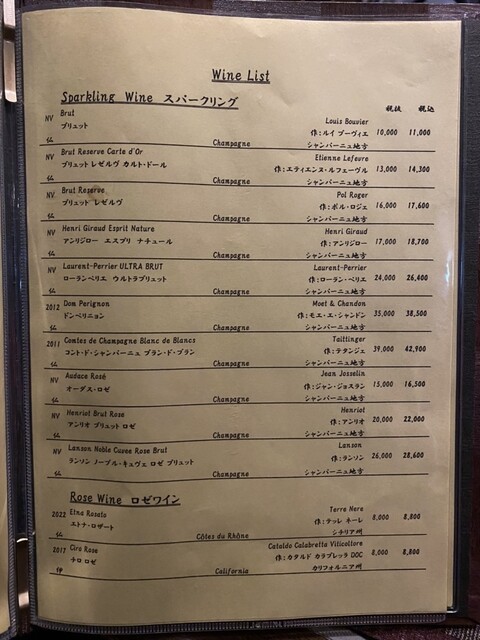 Wine List
Sparkling Wine スパークリング 税抜 税込
NV Brut Louis Bouvier
ブリュット 作:ルイ ブーヴィエ 10,000 11,000
仏 Champagne シャンパーニュ地方
NV Brut Reserve Carte d'Or Etienne Lefevre
ブリュット レゼルヴ カルト・ドール 作:エティエンヌ・ルフェーヴル 13,000 14,300
仏 Champagne シャンパーニュ地方
NV Brut Reserve Pol Roger
ブリュット レゼルヴ 作:ポル・ロジェ 16,000 17,600
仏 Champagne シャンパーニュ地方
NV Henri Giraud Esprit Nature Henri Giraud
アンリジロー エスプリ ナチュール 作:アンリジロー 17,000 18,700
仏 Champagne シャンパーニュ地方
NV Laurent-Perrier ULTRA BRUT Laurent-Perrier
ローランペリエ ウルトラブリュット 作:ローラン・ペリエ 24,000 26,400
仏 Champagne シャンパーニュ地方
2012 Dom Perignon Moet & Chandon
ドンペリニョン 作:モエ・エ・シャンドン 35,000 38,500
仏 Champagne シャンパーニュ地方
2011 Comtes de Champagne Blanc de Blancs Taittinger
コント・ド・シャンパーニュ ブラン・ド・ブラン 作:テタンジェ 39,000 42,900
仏 Champagne シャンパーニュ地方
NV Audace Rosé Jean Josselin
オーダス・ロゼ 作:ジャン・ジョスラン 15,000 16,500
仏 Champagne シャンパーニュ地方
NV Henriot Brut Rose Henriot
アンリオ ブリュット ロゼ 作:アンリオ 20,000 22,000
仏 Champagne シャンパーニュ地方
NV Lanson Noble Cuvee Rose Brut Lanson
ランソン ノーブル・キュヴェ ロゼ ブリュット 作:ランソン 26,000 28,600
仏 Champagne シャンパーニュ地方
Rose Wine ロゼワイン
2022 Etna Rosato Terre Nere
エトナ・ロザート 作:テッレ ネーレ 8,000 8,800
仏 Côtes du Rhône シチリア州
2017 Ciro Rose Cataldo Calabretta Viticoltore
チロ ロゼ 作:カタルド カラブレッタ DOC 8,000 8,800
伊 California カリフォルニア州